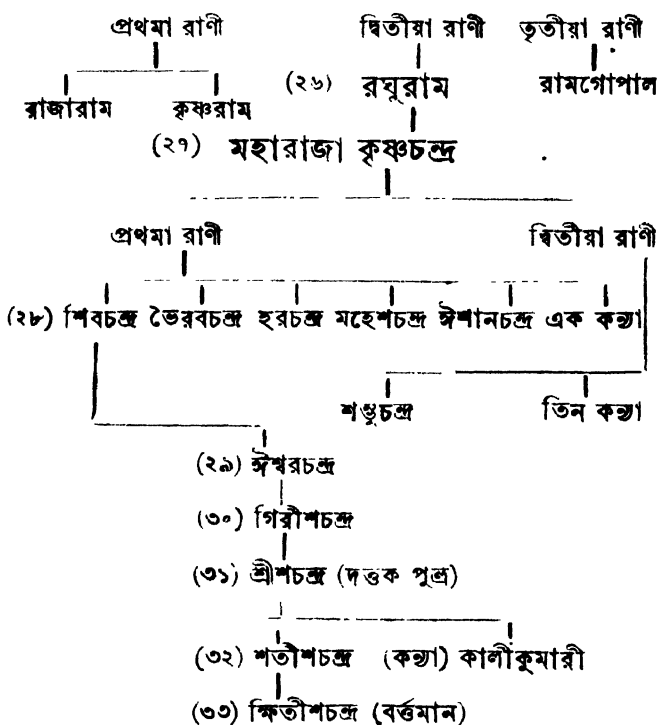 প্রথমা রাণী দ্বিতীয়া রাণী তৃতীয়া রাণী
রাজারাম কৃষ্ণরাম (২৬) রঘুরাম রামগোপাল
(২৭) মহারাজা কৃষ্ণচন্দ্র
প্রথমা রাণী দ্বিতীয়া রাণী
(২৮) শিবচন্দ্র ভৈরবচন্দ্র হরচন্দ্র মহেশচন্দ্র ঈশানচন্দ্র এক কন্যা
শম্ভুচন্দ্র তিন কন্যা
(২৯) ঈশ্বরচন্দ্র
(৩০) গিরীশচন্দ্র
(৩১) শ্রীশচন্দ্র (দত্তক পুত্র)
(৩২) শতীশচন্দ্র (কন্যা) কালীকুমারী
(৩৩) ক্ষিতীশচন্দ্র (বর্ত্তমান)